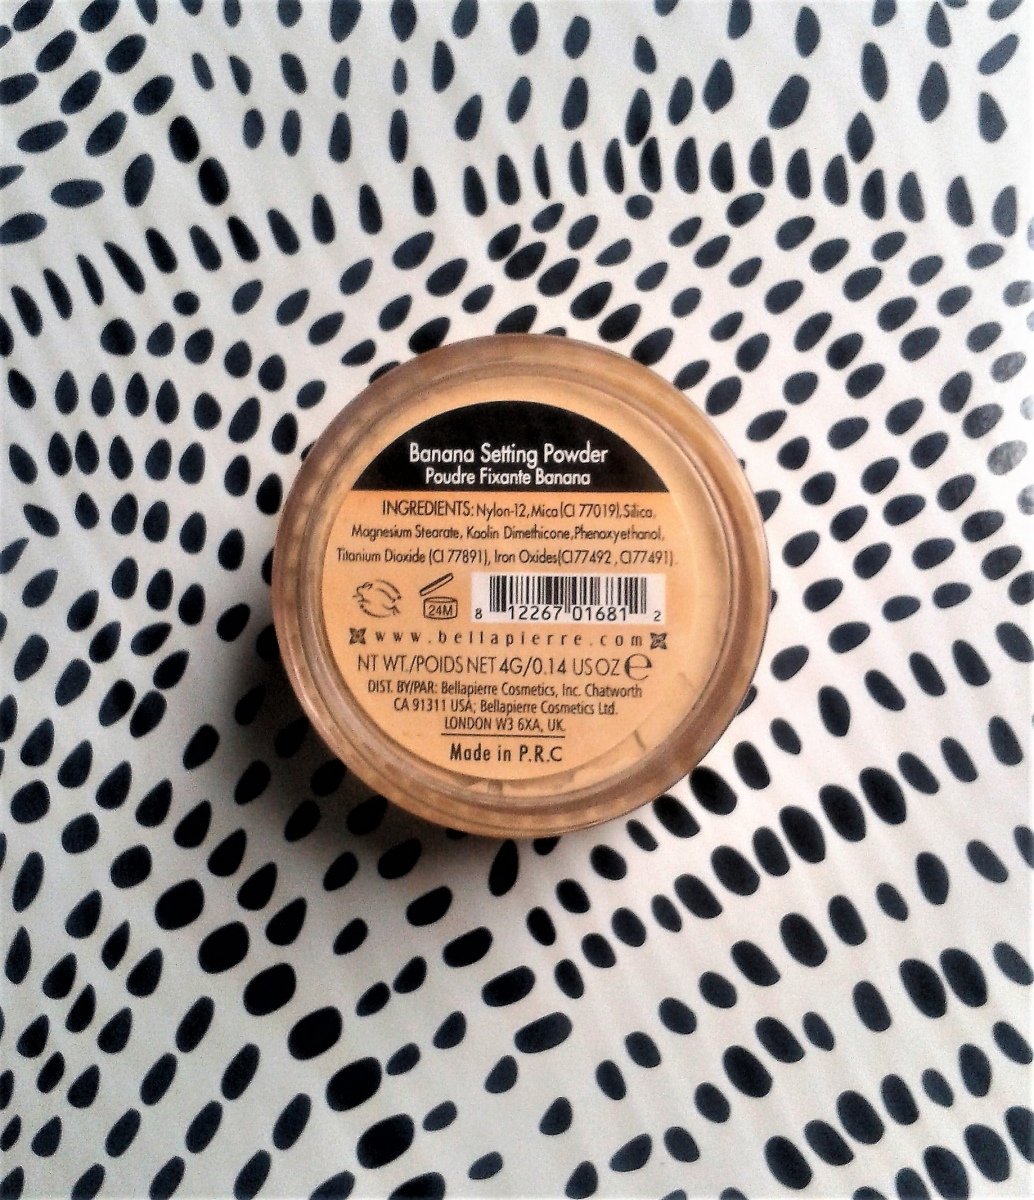 Banana Setting Powder
Poudre Fixante Banana
INGREDIENTS: Nylon-12, Mica (CI 77019), Silica,
Magnesium Stearate, Kaolin Dimethicone, Phenoxyethanol,
Titanium Dioxide (CI 77891), Iron Oxides(CI77492 , CI77491).
24M
8 12267 01681 2
www.bellapierre.com
NT WT./POIDS NET 4G/0.14 US OZ ℮
DIST. BY/PAR: Bellapierre Cosmetics, Inc. Chatworth
CA 91311 USA; Bellapierre Cosmetics Ltd.
LONDON W3 6XA, UK.
Made in P.R.C